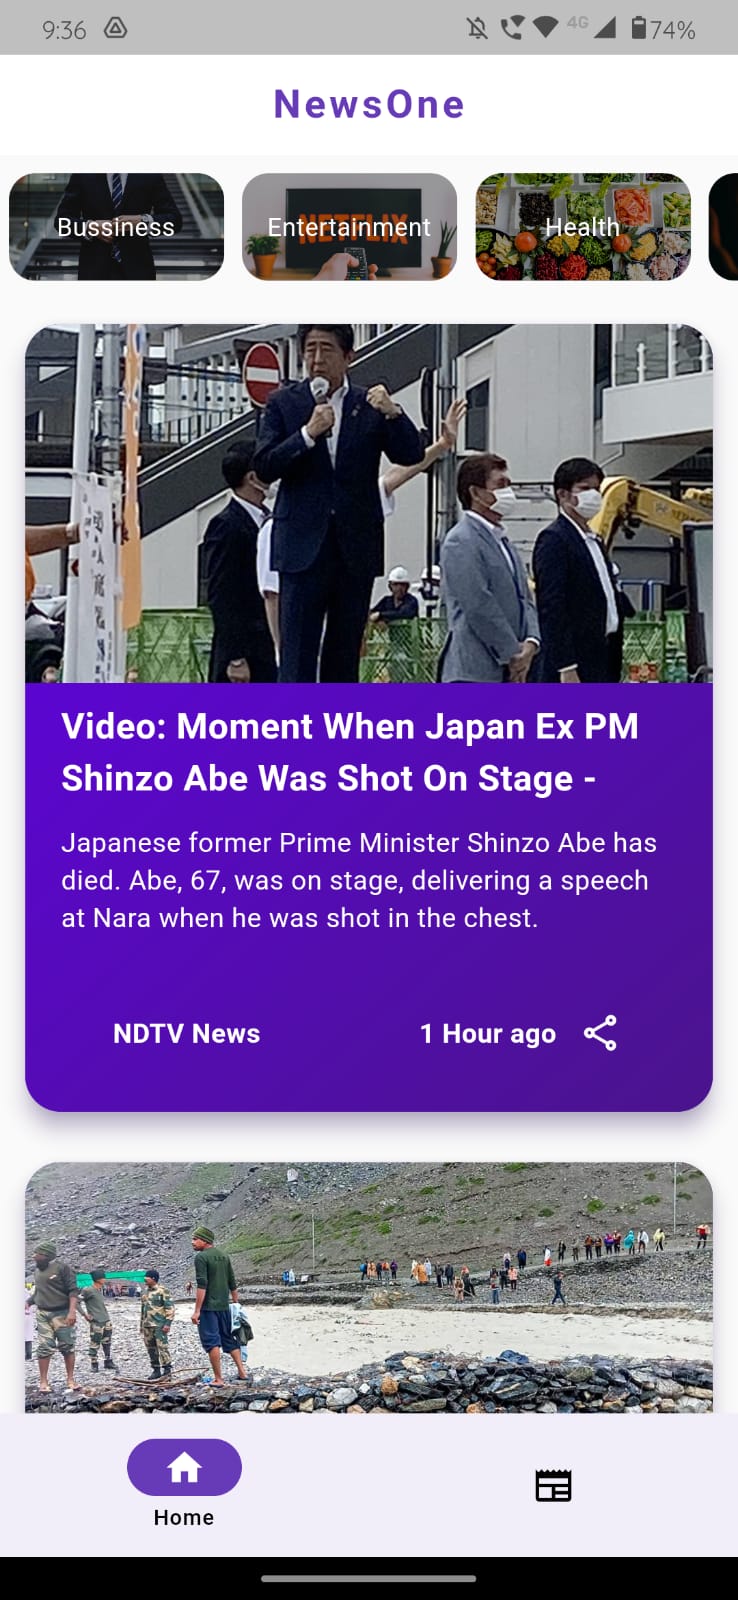 9:36 4G 74%
NewsOne
Bussiness Entertainment Health
NETFLIX
Video: Moment When Japan Ex PM
Shinzo Abe Was Shot On Stage -
Japanese former Prime Minister Shinzo Abe has
died. Abe, 67, was on stage, delivering a speech
at Nara when he was shot in the chest.
NDTV News 1 Hour ago
Home